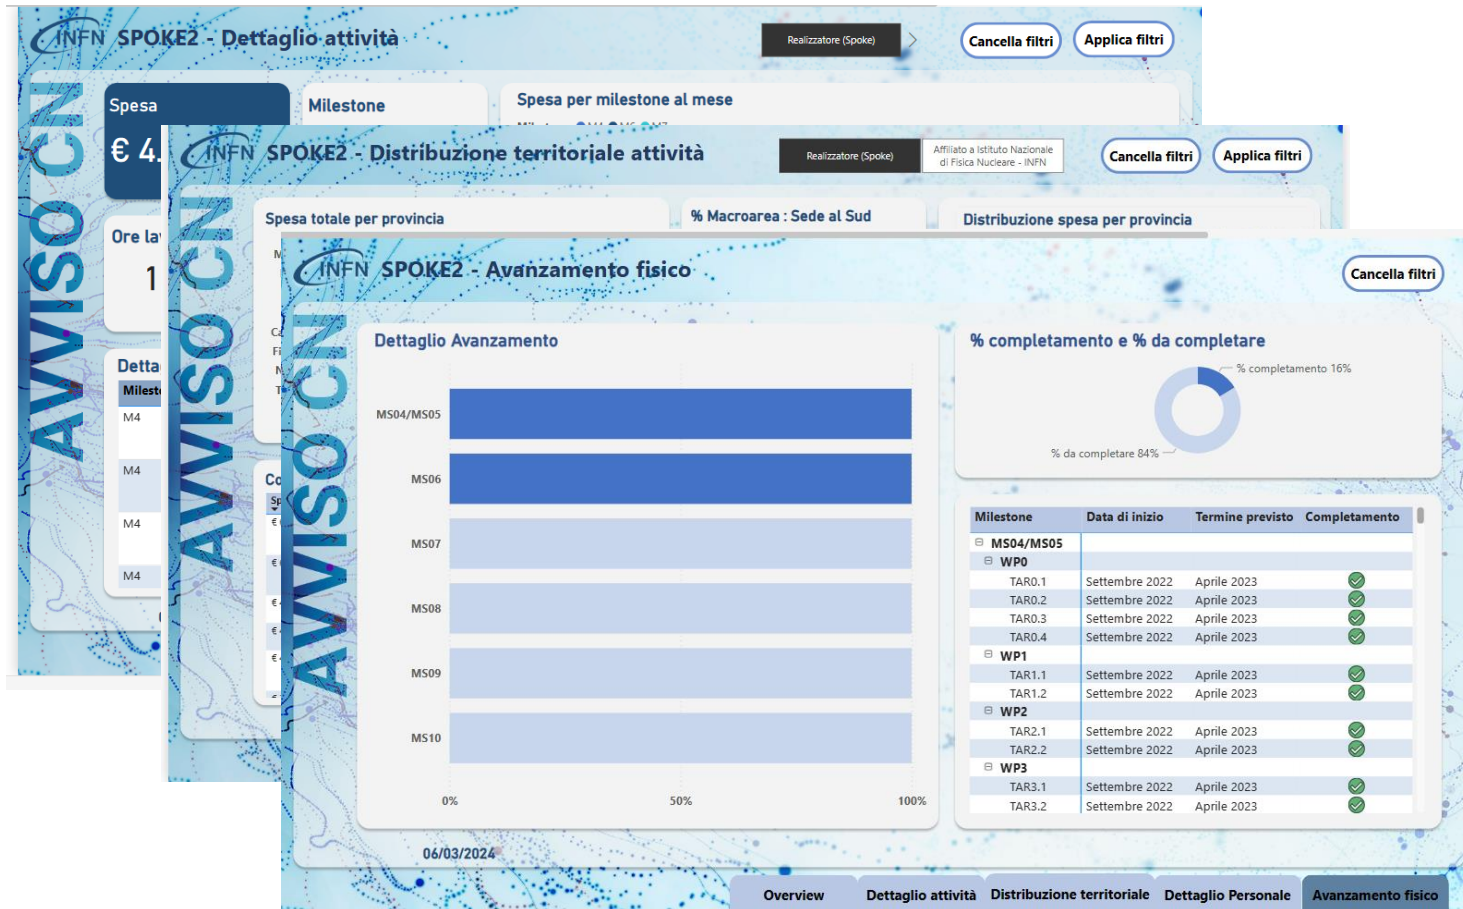 INFN SPOKE2 - Dettaglio attività
Realizzatore (Spoke)
Cancella filtri
Applica filtri
AVVISO CN
Spesa
€ 4.
Milestone
Spesa per milestone al mese
Ore la
1
Detta
Milest
M4
M4
M4
M4
INFN SPOKE2 - Distribuzione territoriale attività
Realizzatore (Spoke)
Affiliato a Istituto Nazionale
di Fisica Nucleare - INFN
Cancella filtri
Applica filtri
AVVISO CN
Spesa totale per provincia
% Macroarea : Sede al Sud
Distribuzione spesa per provincia
Co
Sp
INFN SPOKE2 - Avanzamento fisico
Cancella filtri
AVVISO CN
Dettaglio Avanzamento
MS04/MS05
MS06
MS07
MS08
MS09
MS10
0% 50% 100%
% completamento e % da completare
% completamento 16%
% da completare 84%
Milestone Data di inizio Termine previsto Completamento
MS04/MS05
WP0
TAR0.1 Settembre 2022 Aprile 2023
TAR0.2 Settembre 2022 Aprile 2023
TAR0.3 Settembre 2022 Aprile 2023
TAR0.4 Settembre 2022 Aprile 2023
WP1
TAR1.1 Settembre 2022 Aprile 2023
TAR1.2 Settembre 2022 Aprile 2023
WP2
TAR2.1 Settembre 2022 Aprile 2023
TAR2.2 Settembre 2022 Aprile 2023
WP3
TAR3.1 Settembre 2022 Aprile 2023
TAR3.2 Settembre 2022 Aprile 2023
06/03/2024
Overview Dettaglio attività Distribuzione territoriale Dettaglio Personale Avanzamento fisico